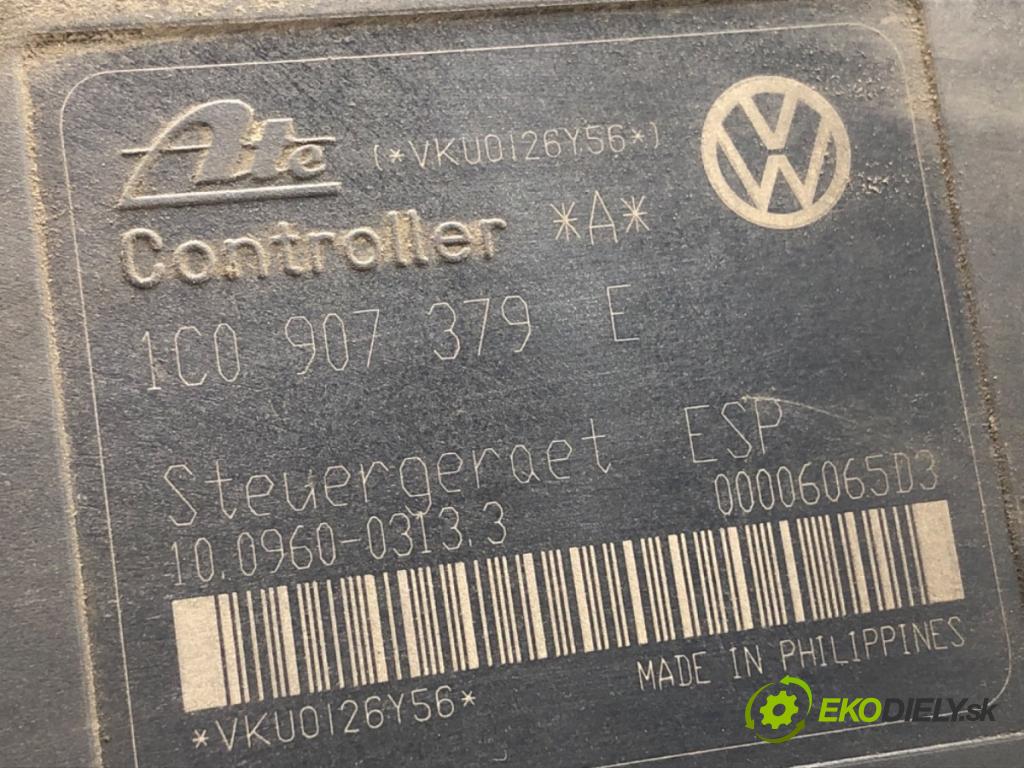 Ate (*VKU0126Y56*)
Controller *A*
1C0 907 379 E
Steuergeraet ESP
10.0960-0313.3 00006065D3
*VKU0126Y56* MADE IN PHILIPPINES
EKODIELY.sk